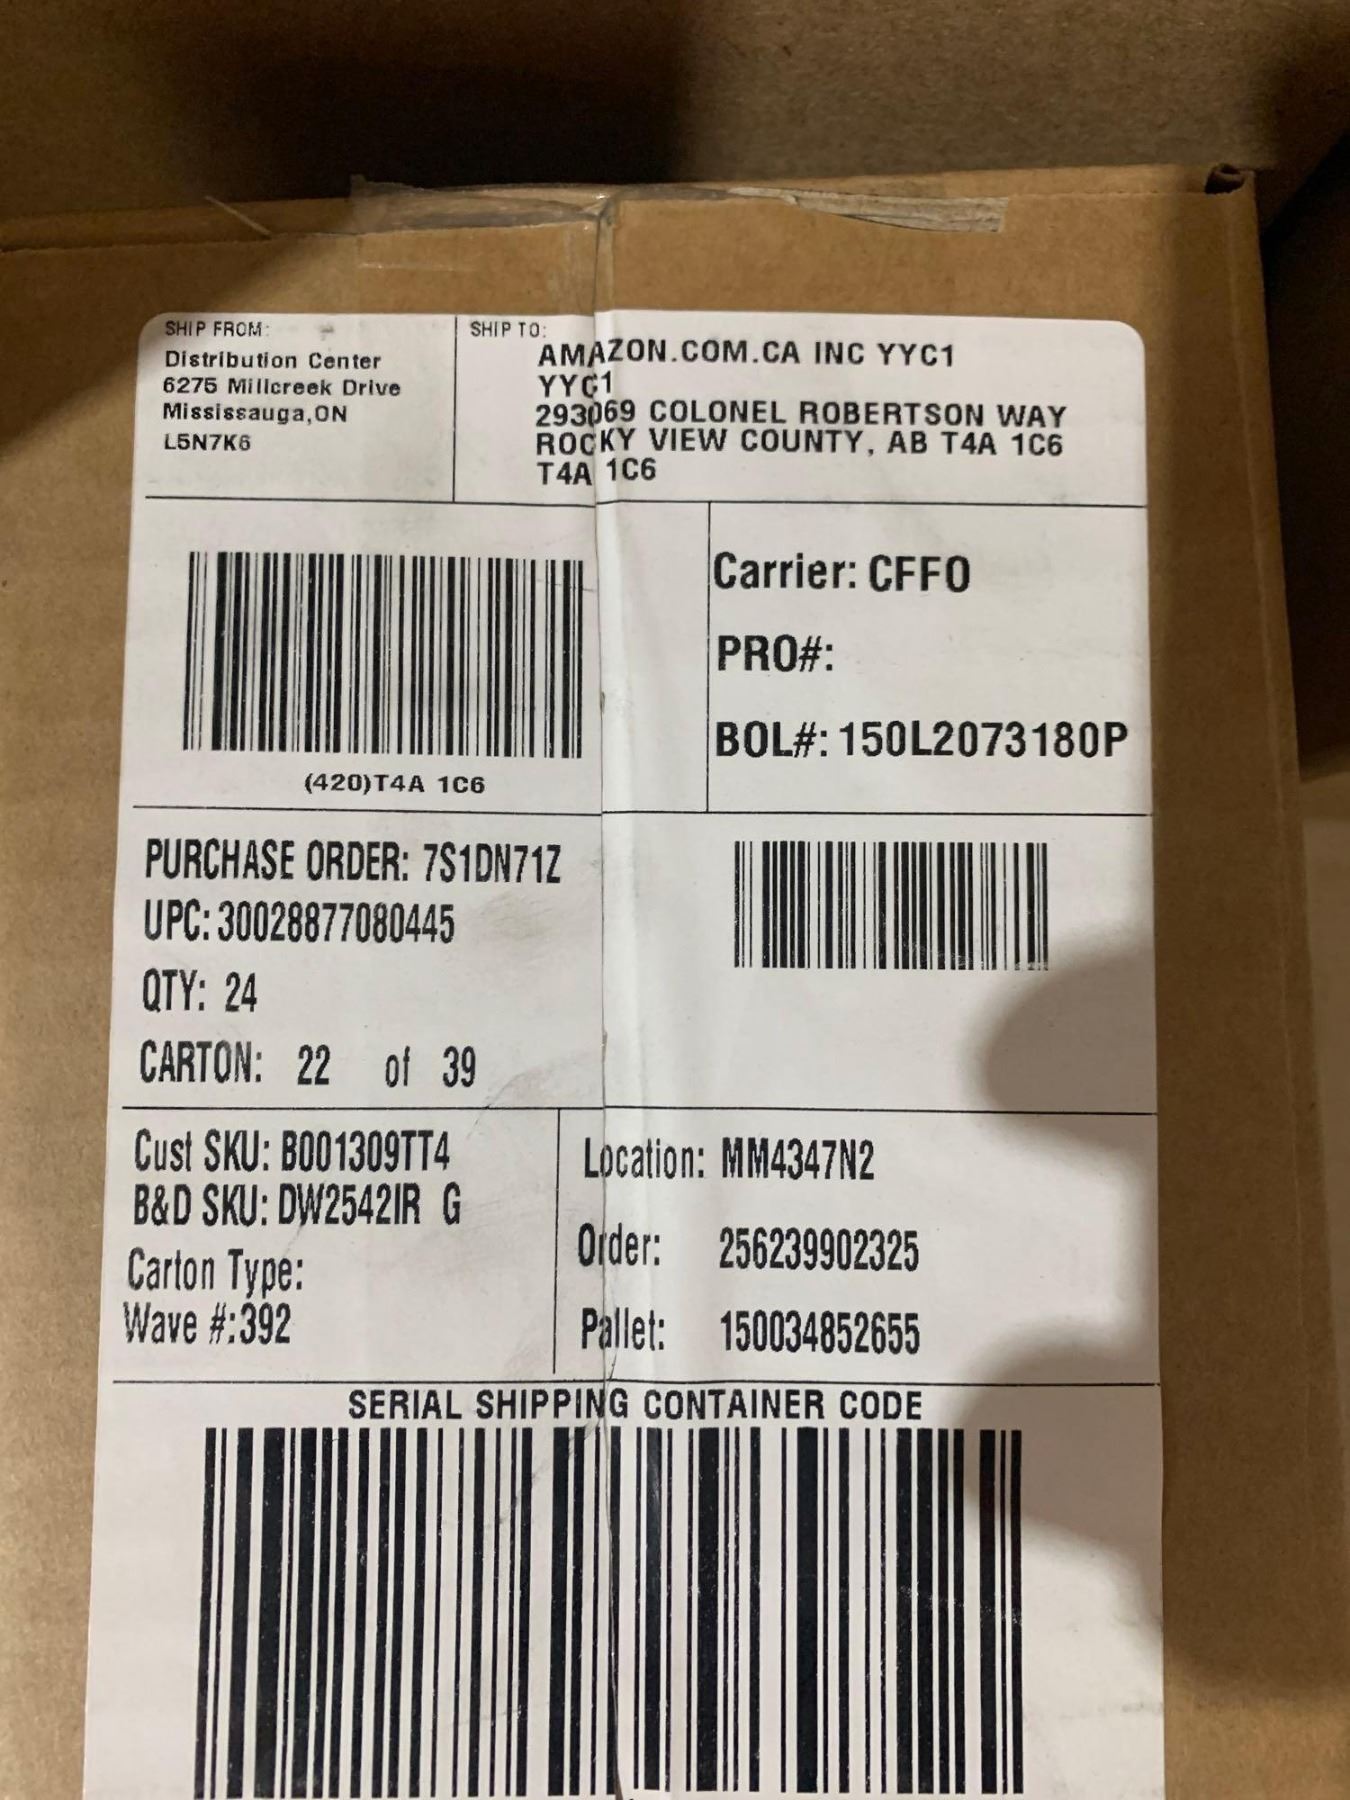 SHIP FROM:
Distribution Center
6275 Millcreek Drive
Mississauga,ON
L5N7K6
SHIP TO:
AMAZON.COM.CA INC YYC1
YYC1
293069 COLONEL ROBERTSON WAY
ROCKY VIEW COUNTY, AB T4A 1C6
T4A 1C6
(420)T4A 1C6
Carrier: CFFO
PRO#:
BOL#: 150L2073180P
PURCHASE ORDER: 7S1DN71Z
UPC: 30028877080445
QTY: 24
CARTON: 22 of 39
Cust SKU: B001309TT4
B&D SKU: DW2542IR G
Carton Type:
Wave #:392
Location: MM4347N2
Order: 256239902325
Pallet: 150034852655
SERIAL SHIPPING CONTAINER CODE